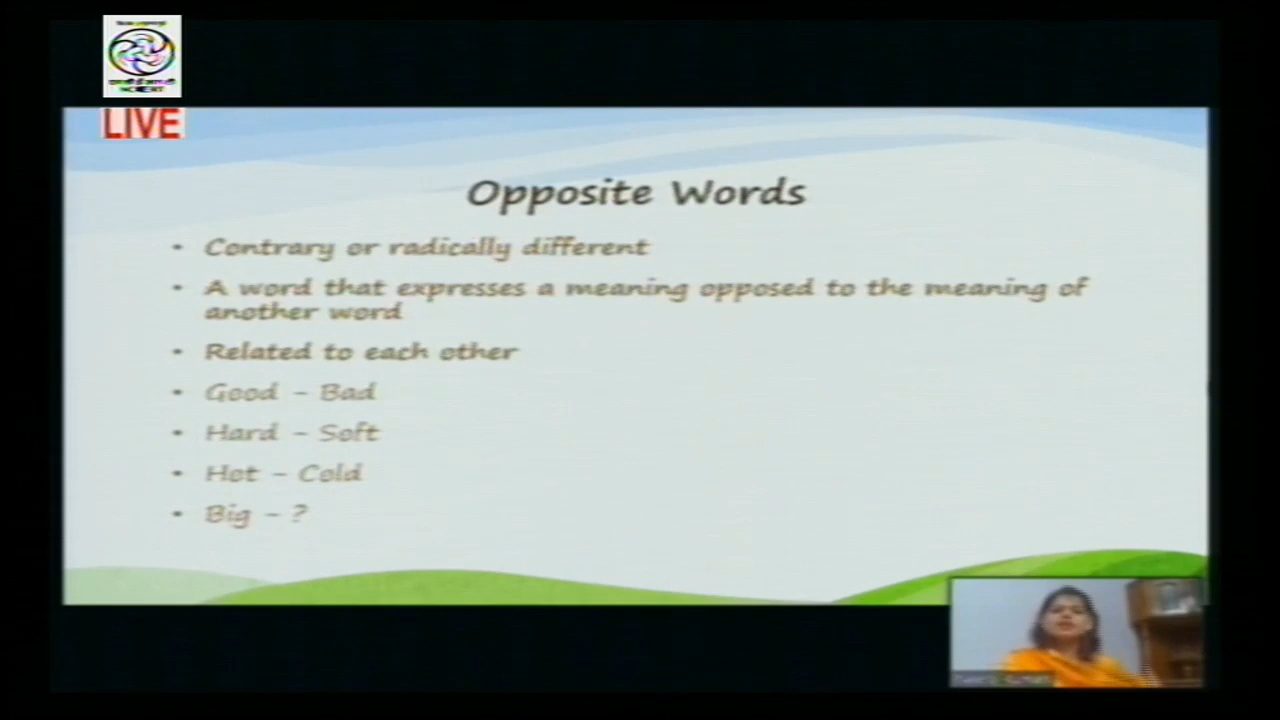 NCERT
LIVE
Opposite Words
• Contrary or radically different
• A word that expresses a meaning opposed to the meaning of
another word
• Related to each other
• Good - Bad
• Hard - Soft
• Hot - Cold
• Big - ?